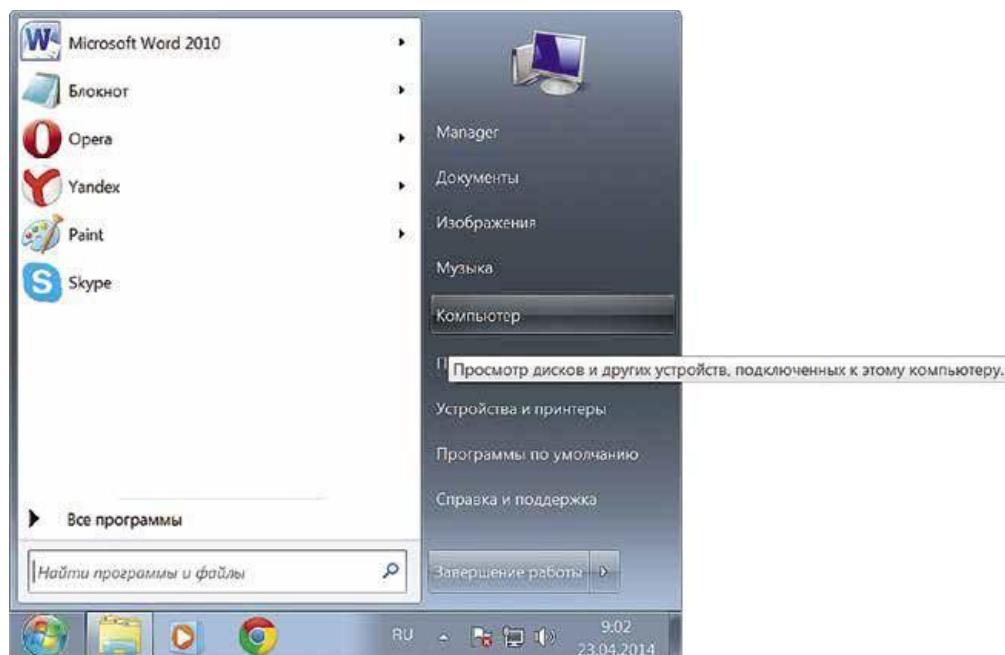 Microsoft Word 2010
Блокнот
Opera
Yandex
Paint
Skype
Все программы
Найти программы и файлы
Manager
Документы
Изображения
Музыка
Компьютер
П
Просмотр дисков и других устройств, подключенных к этому компьютеру.
Устройства и принтеры
Программы по умолчанию
Справка и поддержка
Завершение работы
RU
9:02
23.04.2014